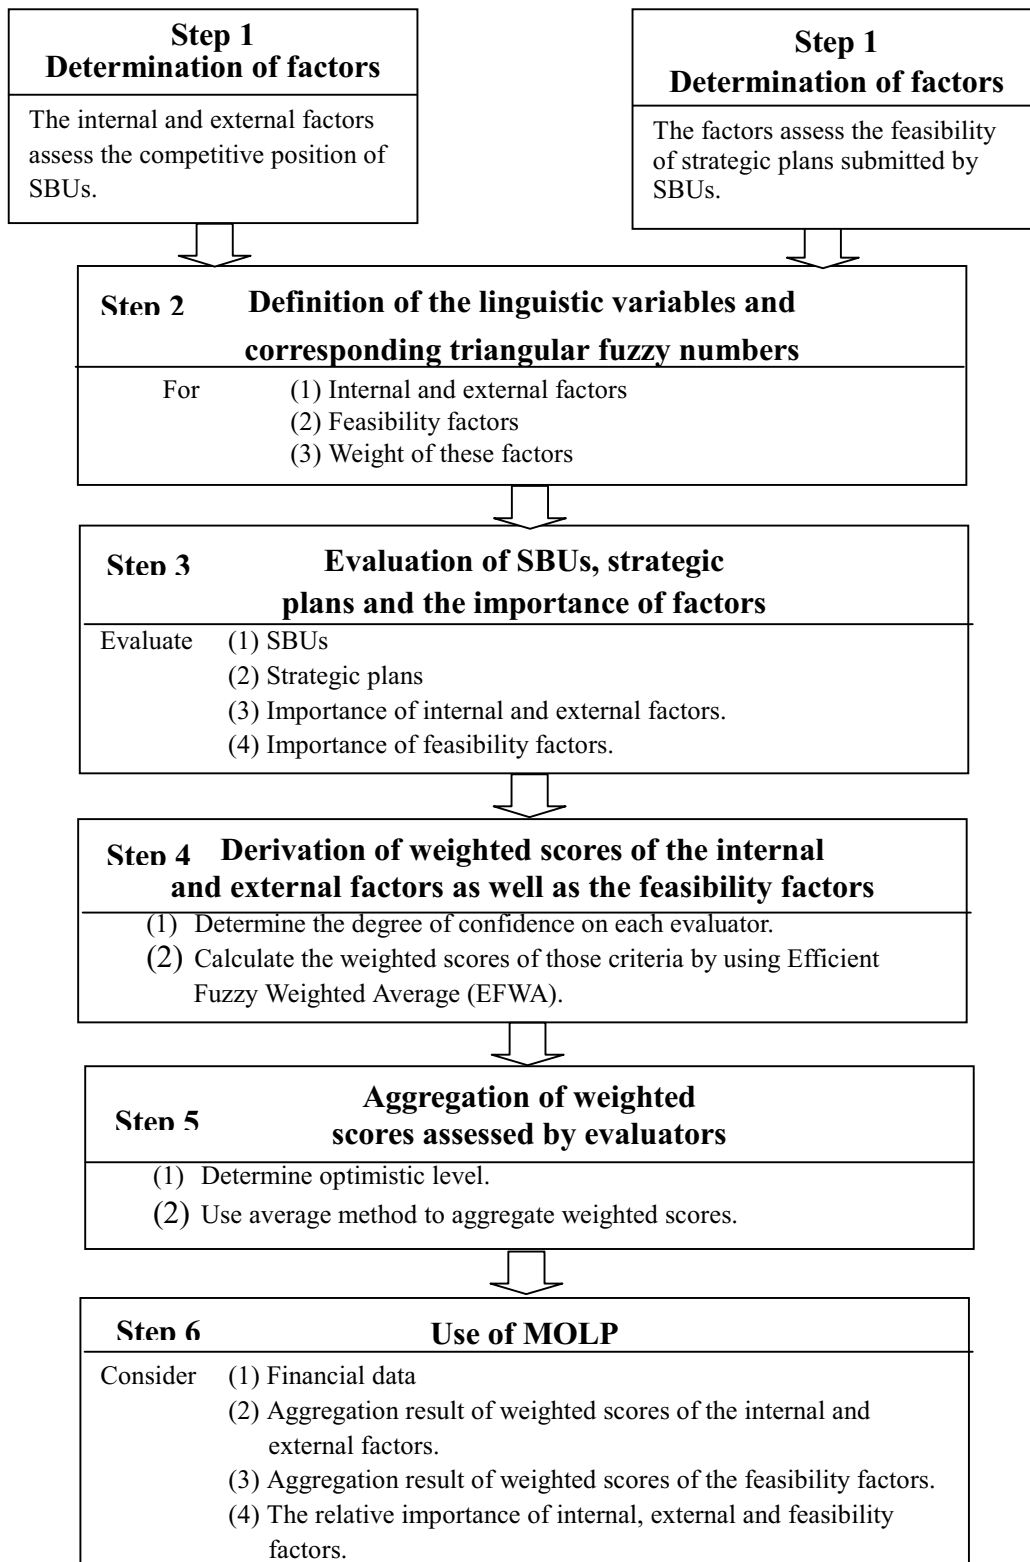 Step 1
Determination of factors
The internal and external factors
assess the competitive position of
SBUs.
Step 1
Determination of factors
The factors assess the feasibility
of strategic plans submitted by
SBUs.
Step 2
Definition of the linguistic variables and
corresponding triangular fuzzy numbers
For (1) Internal and external factors
(2) Feasibility factors
(3) Weight of these factors
Step 3
Evaluation of SBUs, strategic
plans and the importance of factors
Evaluate (1) SBUs
(2) Strategic plans
(3) Importance of internal and external factors.
(4) Importance of feasibility factors.
Step 4 Derivation of weighted scores of the internal
and external factors as well as the feasibility factors
(1) Determine the degree of confidence on each evaluator.
(2) Calculate the weighted scores of those criteria by using Efficient
Fuzzy Weighted Average (EFWA).
Step 5
Aggregation of weighted
scores assessed by evaluators
(1) Determine optimistic level.
(2) Use average method to aggregate weighted scores.
Step 6 Use of MOLP
Consider (1) Financial data
(2) Aggregation result of weighted scores of the internal and
external factors.
(3) Aggregation result of weighted scores of the feasibility factors.
(4) The relative importance of internal, external and feasibility
factors.